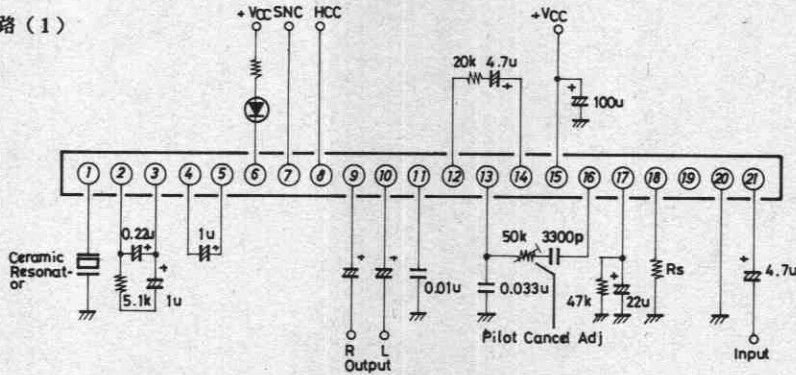 路(1)
+VCC SNC HCC
+VCC
20k 4.7u
+
+
100u
1 2 3 4 5 6 7 8 9 10 11 12 13 14 15 16 17 18 19 20 21
0.22u
+
1u
+
50k 3300p
Ceramic
Resonat-
or
+
5.1k 1u
+
+
0.01u
0.033u
+
47k 22u
Rs
+
4.7u
Pilot Cancel Adj
R L
Output
Input